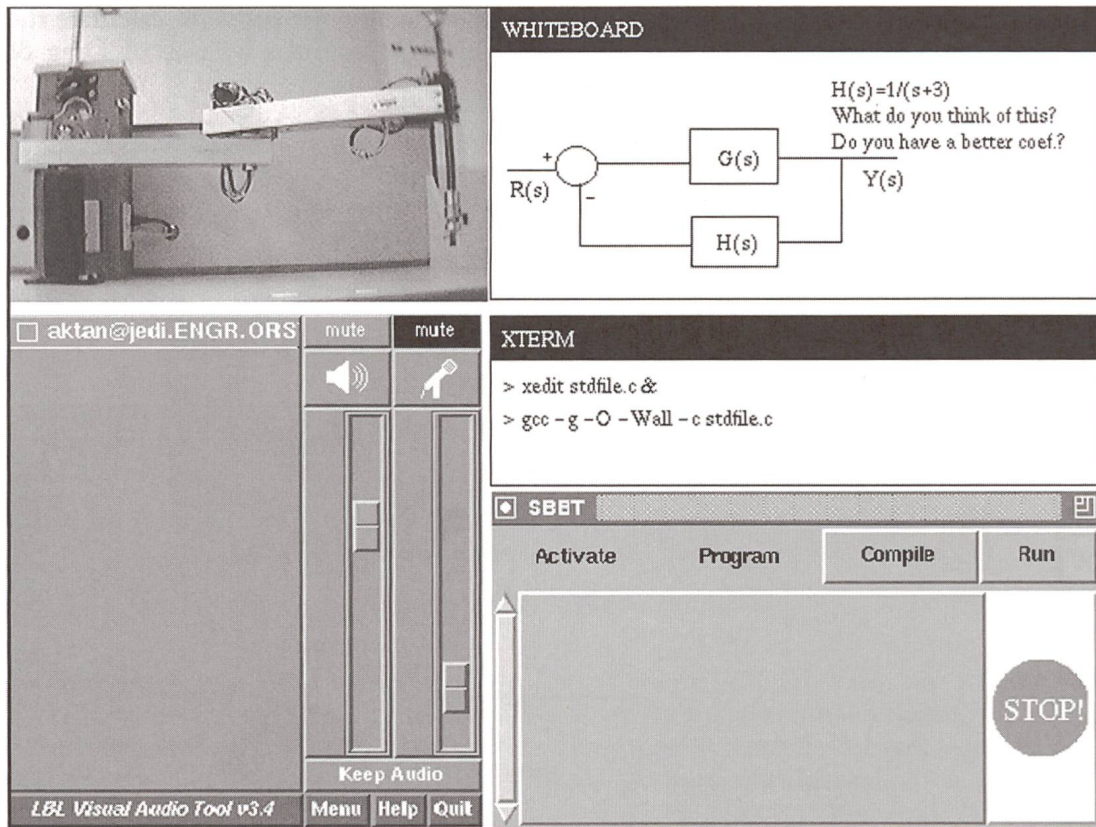 WHITEBOARD
H(s)=1/(s+3)
What do you think of this?
Do you have a better coef.?
+
G(s)
R(s)
Y(s)
–
H(s)
aktan@jedi.ENGR.ORS
mute
mute
XTERM
> xedit stdfile.c &
> gcc –g –O –Wall –c stdfile.c
SBET
Activate Program Compile Run
STOP!
Keep Audio
LBL Visual Audio Tool v3.4
Menu Help Quit